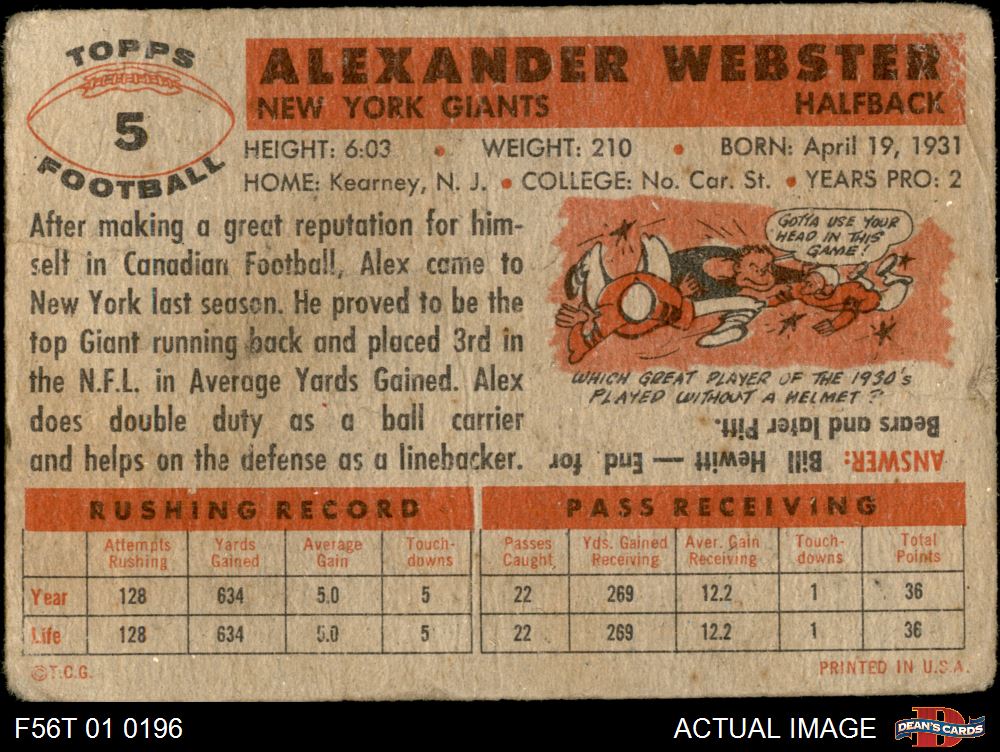 TOPPS
5
FOOTBALL
ALEXANDER WEBSTER
NEW YORK GIANTS HALFBACK
HEIGHT: 6:03 • WEIGHT: 210 • BORN: April 19, 1931
HOME: Kearney, N. J. • COLLEGE: No. Car. St. • YEARS PRO: 2
After making a great reputation for him-
self in Canadian Football, Alex came to
New York last season. He proved to be the
top Giant running back and placed 3rd in
the N.F.L. in Average Yards Gained. Alex
does double duty as a ball carrier
and helps on the defense as a linebacker.
GOTTA USE YOUR
HEAD IN THIS
GAME!
WHICH GREAT PLAYER OF THE 1930's
PLAYED WITHOUT A HELMET?
ANSWER: Bill Hewitt — End for
Bears and later Pitt.
RUSHING RECORD PASS RECEIVING
Attempts Rushing Yards Gained Average Gain Touch-downs Passes Caught Yds. Gained Receiving Aver. Gain Receiving Touch-downs Total Points
Year 128 634 5.0 5 22 269 12.2 1 36
Life 128 634 5.0 5 22 269 12.2 1 36
©T.C.G. PRINTED IN U.S.A.
F56T 01 0196 ACTUAL IMAGE DEAN'S CARDS